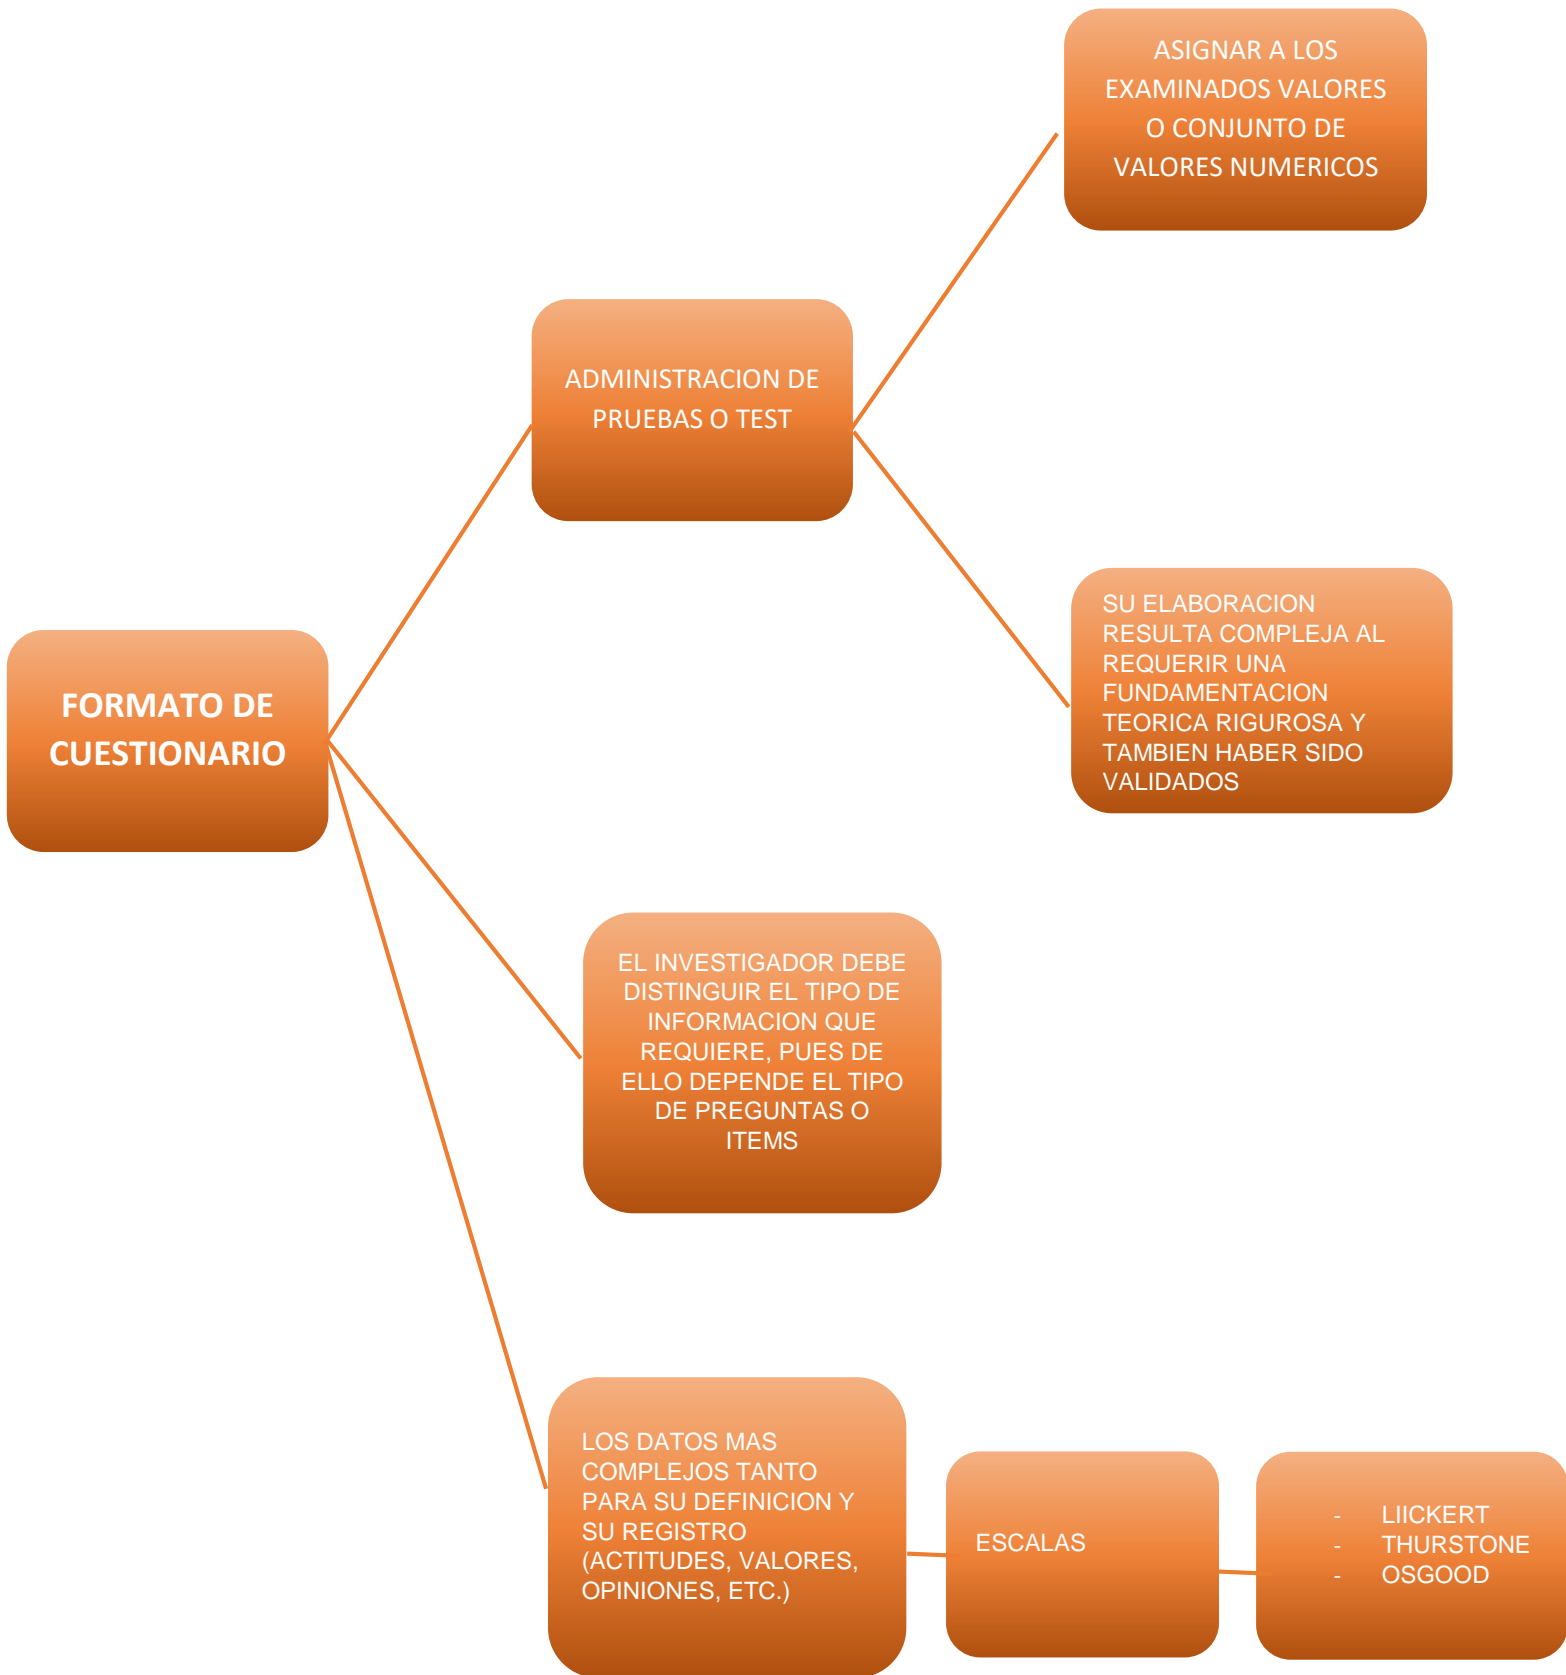 ASIGNAR A LOS
EXAMINADOS VALORES
O CONJUNTO DE
VALORES NUMERICOS
ADMINISTRACION DE
PRUEBAS O TEST
SU ELABORACION
RESULTA COMPLEJA AL
REQUERIR UNA
FUNDAMENTACION
TEORICA RIGUROSA Y
TAMBIEN HABER SIDO
VALIDADOS
FORMATO DE
CUESTIONARIO
EL INVESTIGADOR DEBE
DISTINGUIR EL TIPO DE
INFORMACION QUE
REQUIERE, PUES DE
ELLO DEPENDE EL TIPO
DE PREGUNTAS O
ITEMS
LOS DATOS MAS
COMPLEJOS TANTO
PARA SU DEFINICION Y
SU REGISTRO
(ACTITUDES, VALORES,
OPINIONES, ETC.)
ESCALAS
- LIICKERT
- THURSTONE
- OSGOOD